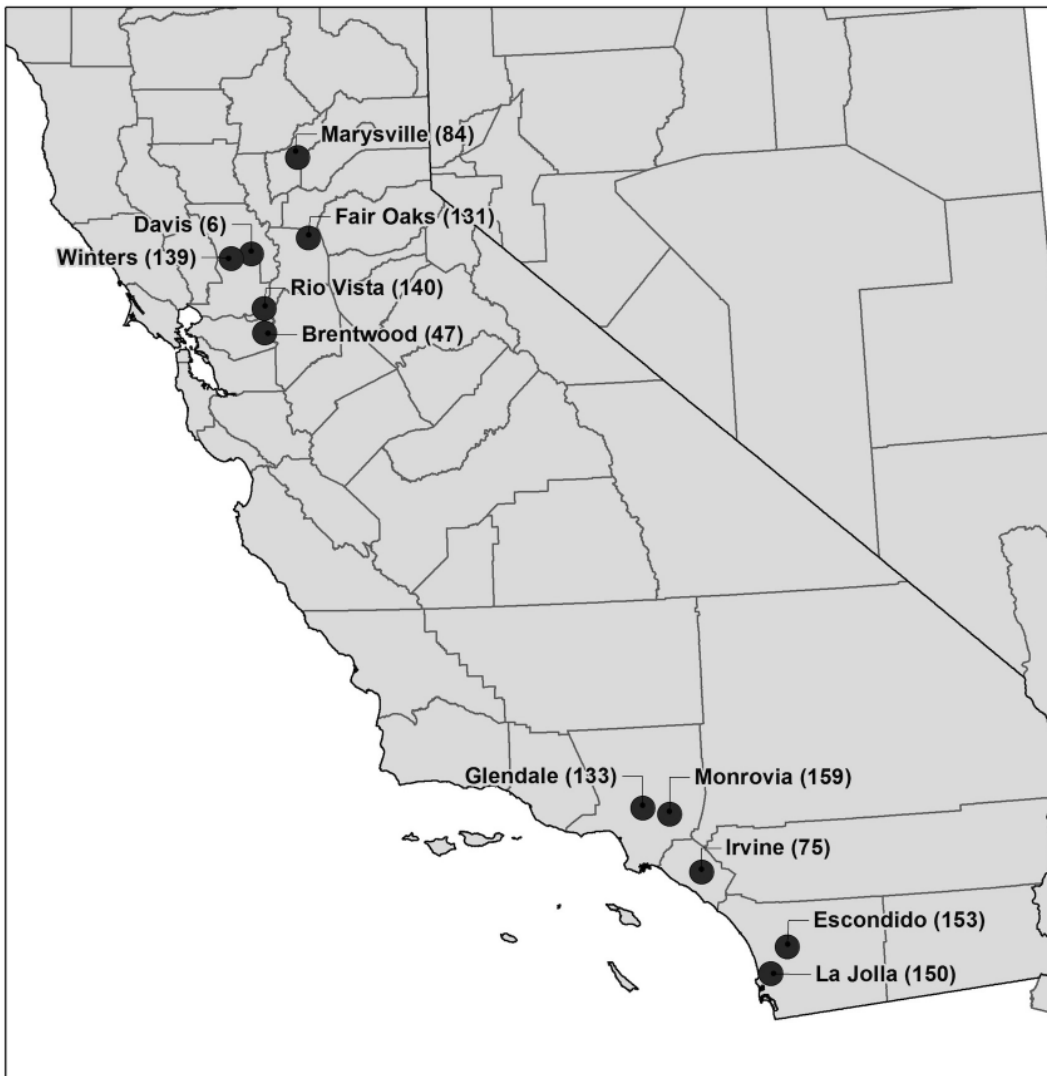 Marysville (84)
Fair Oaks (131)
Davis (6)
Winters (139)
Rio Vista (140)
Brentwood (47)
Glendale (133)
Monrovia (159)
Irvine (75)
Escondido (153)
La Jolla (150)